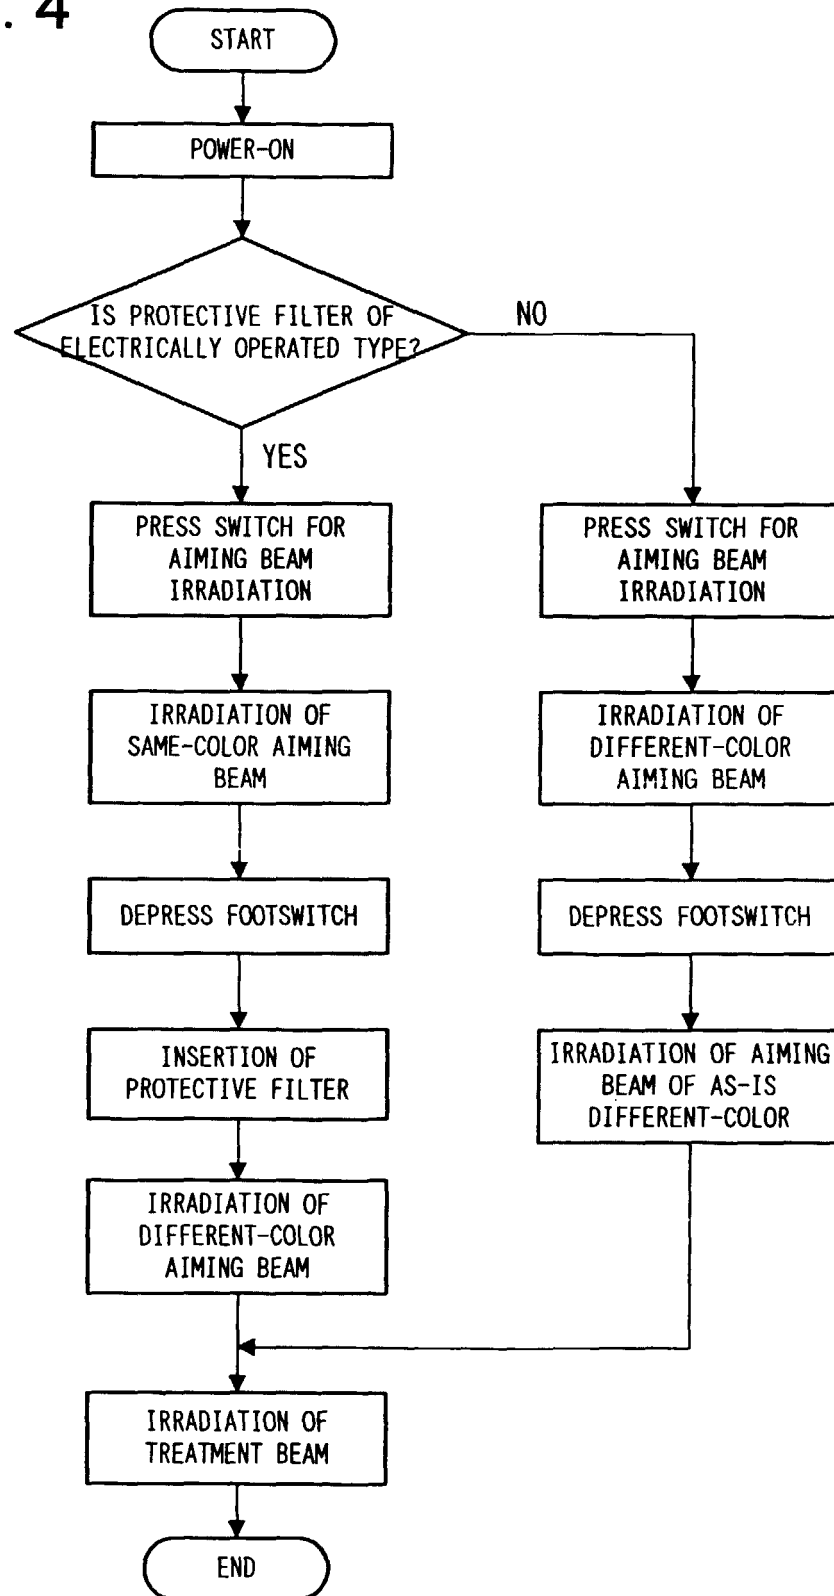 . 4
START
POWER-ON
IS PROTECTIVE FILTER OF
ELECTRICALLY OPERATED TYPE?
NO
YES
PRESS SWITCH FOR
AIMING BEAM
IRRADIATION
IRRADIATION OF
SAME-COLOR AIMING
BEAM
DEPRESS FOOTSWITCH
INSERTION OF
PROTECTIVE FILTER
IRRADIATION OF
DIFFERENT-COLOR
AIMING BEAM
PRESS SWITCH FOR
AIMING BEAM
IRRADIATION
IRRADIATION OF
DIFFERENT-COLOR
AIMING BEAM
DEPRESS FOOTSWITCH
IRRADIATION OF AIMING
BEAM OF AS-IS
DIFFERENT-COLOR
IRRADIATION OF
TREATMENT BEAM
END